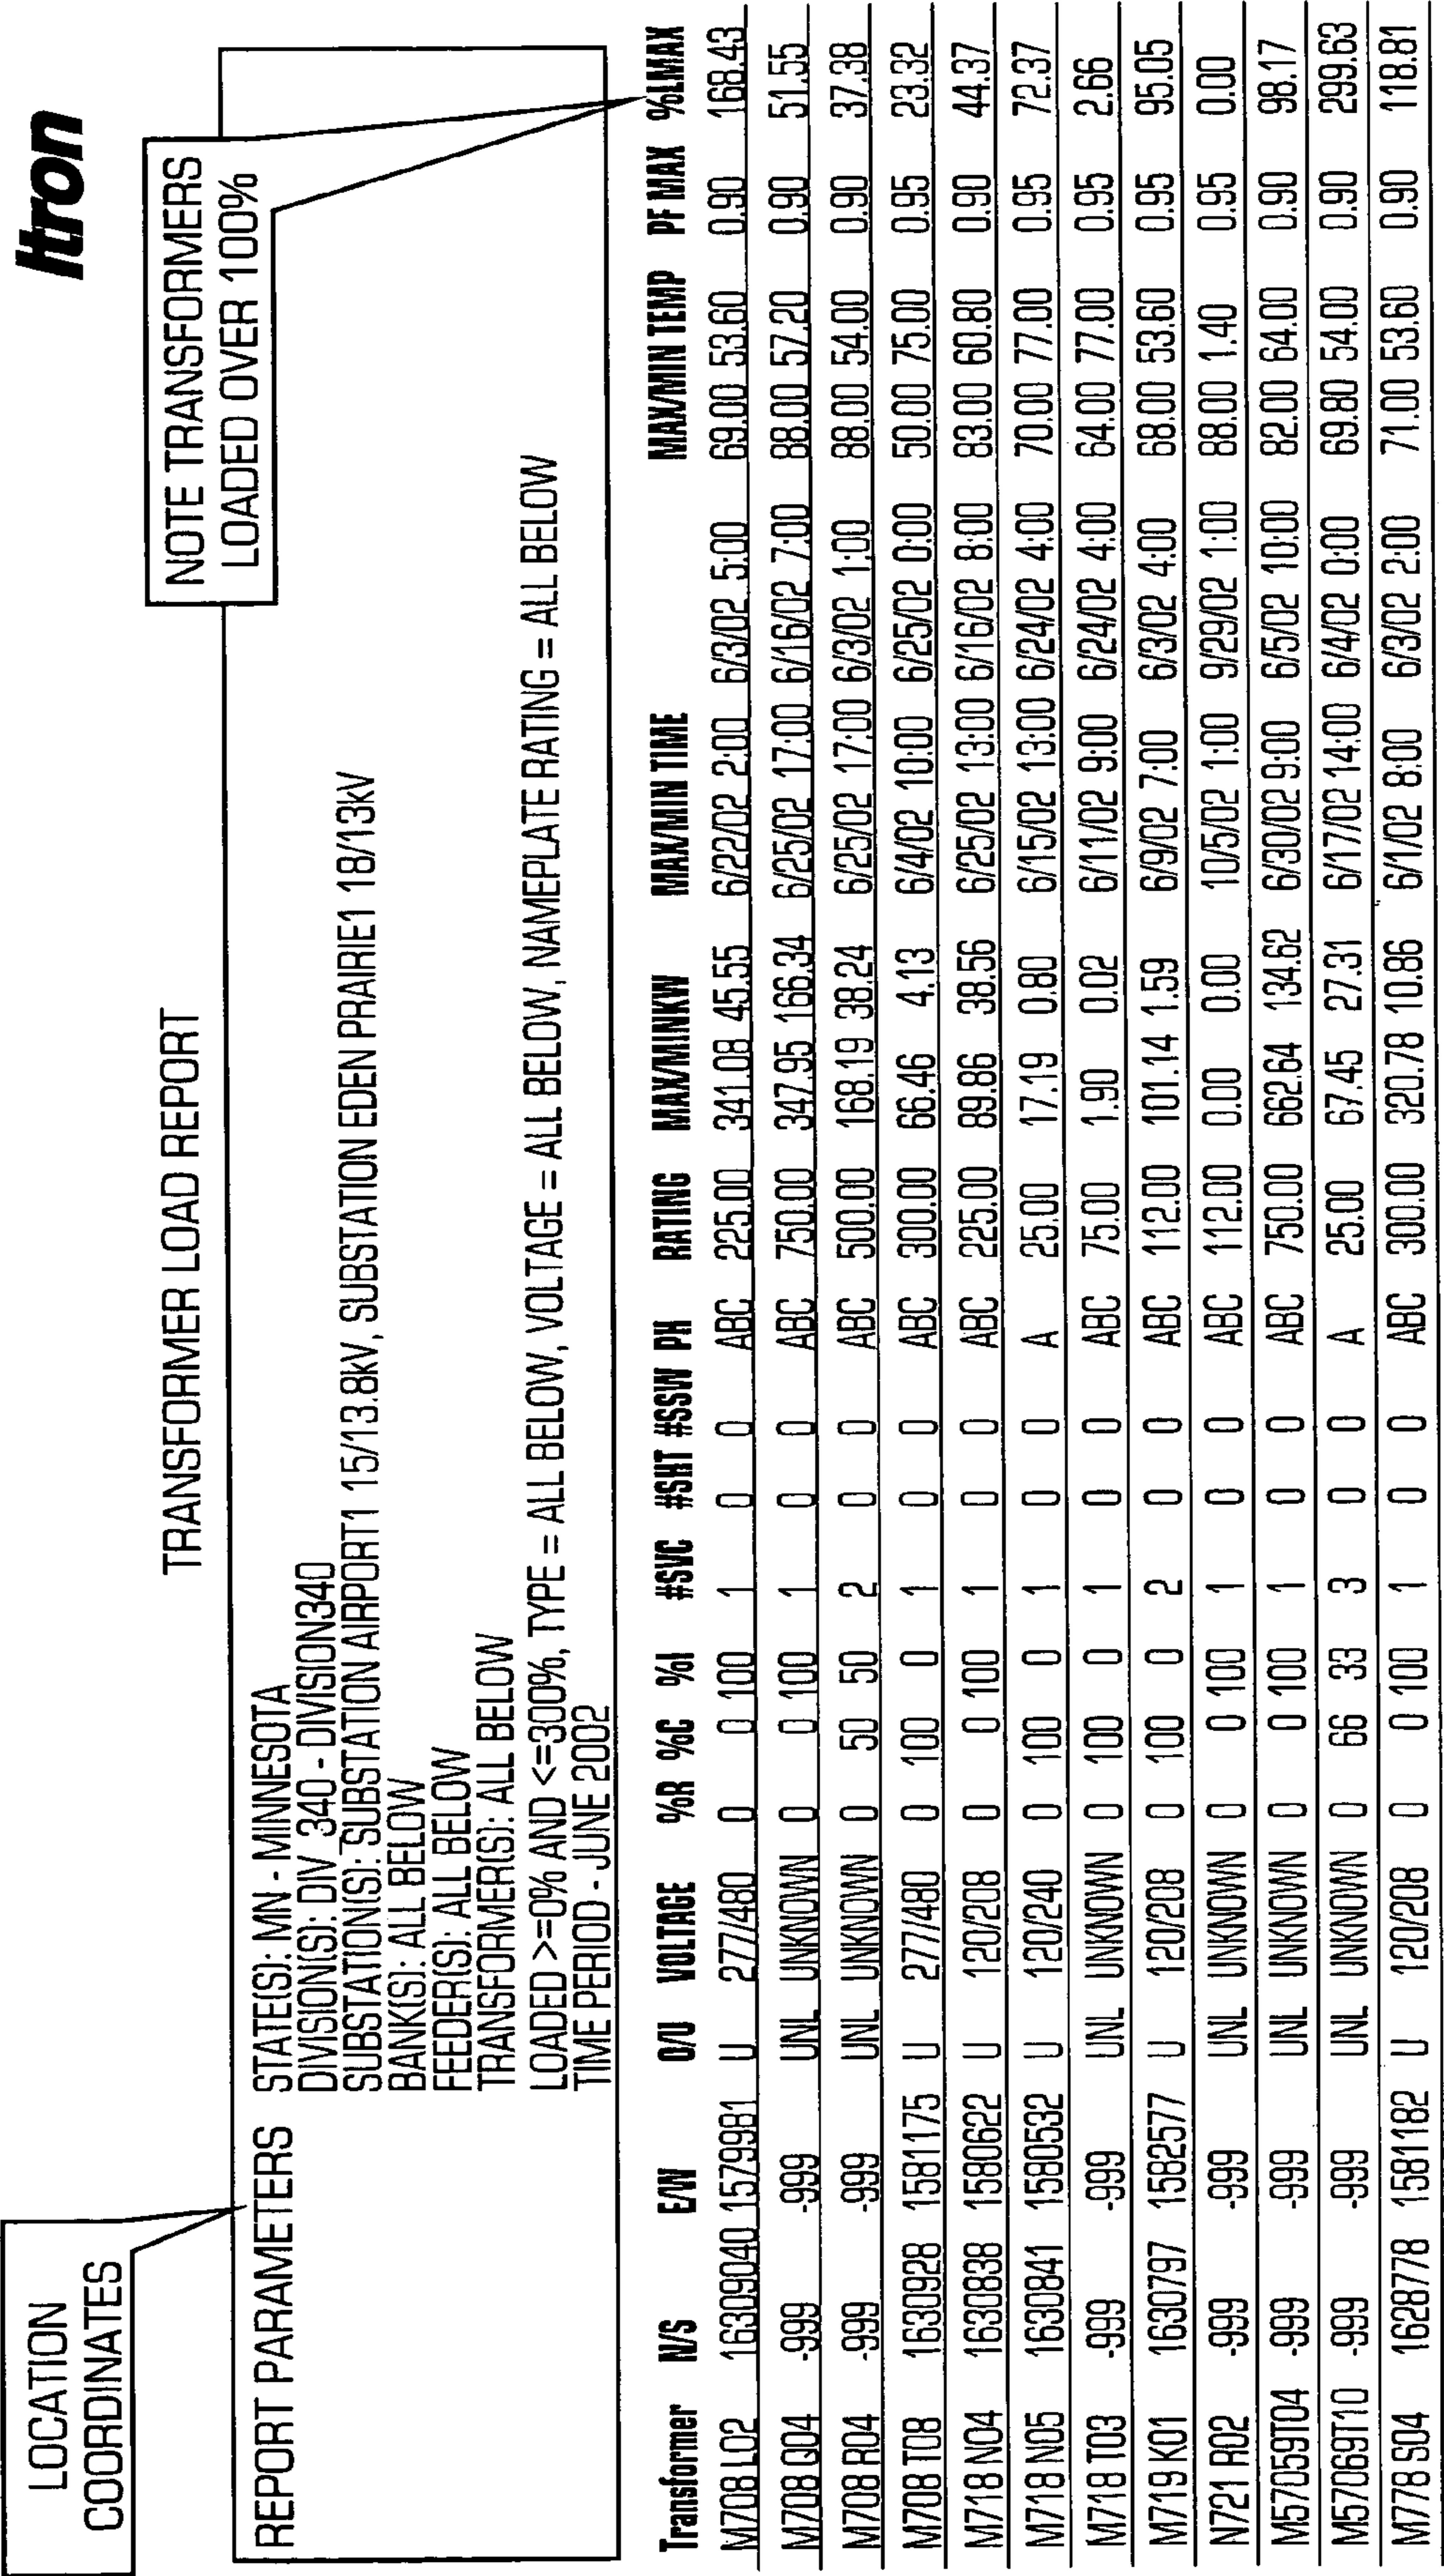 Itron
LOCATION
COORDINATES
TRANSFORMER LOAD REPORT
NOTE TRANSFORMERS
LOADED OVER 100%
REPORT PARAMETERS STATE(S): MN - MINNESOTA
DIVISION(S): DIV 340 - DIVISION340
SUBSTATION(S): SUBSTATION AIRPORT1 15/13.8kV, SUBSTATION EDEN PRAIRIE1 18/13kV
BANK(S): ALL BELOW
FEEDER(S): ALL BELOW
TRANSFORMER(S): ALL BELOW
LOADED >=0% AND <=300%, TYPE = ALL BELOW, VOLTAGE = ALL BELOW, NAMEPLATE RATING = ALL BELOW
TIME PERIOD - JUNE 2002
Transformer N/S E/W O/U VOLTAGE %R %C %I #SVC #SHT #SSW PH RATING MAX/MINKW MAX/MIN TIME MAX/MIN TEMP PF MAX %LMAX
M708 L02 16309040 1579981 U 277/480 0 0 100 1 0 0 ABC 225.00 341.08 45.55 6/22/02 2:00 6/3/02 5:00 69.00 53.60 0.90 168.43
M708 Q04 -999 -999 UNL UNKNOWN 0 0 100 1 0 0 ABC 750.00 347.95 166.34 6/25/02 17:00 6/16/02 7:00 88.00 57.20 0.90 51.55
M708 R04 -999 -999 UNL UNKNOWN 0 50 50 2 0 0 ABC 500.00 168.19 38.24 6/25/02 17:00 6/3/02 1:00 88.00 54.00 0.90 37.38
M708 T08 1630928 1581175 U 277/480 0 100 0 1 0 0 ABC 300.00 66.46 4.13 6/4/02 10:00 6/25/02 0:00 50.00 75.00 0.95 23.32
M718 N04 1630838 1580622 U 120/208 0 0 100 1 0 0 ABC 225.00 89.86 38.56 6/25/02 13:00 6/16/02 8:00 83.00 60.80 0.90 44.37
M718 N05 1630841 1580532 U 120/240 0 100 0 1 0 0 A 25.00 17.19 0.80 6/15/02 13:00 6/24/02 4:00 70.00 77.00 0.95 72.37
M718 T03 -999 -999 UNL UNKNOWN 0 100 0 1 0 0 ABC 75.00 1.90 0.02 6/11/02 9:00 6/24/02 4:00 64.00 77.00 0.95 2.66
M719 K01 1630797 1582577 U 120/208 0 100 0 2 0 0 ABC 112.00 101.14 1.59 6/9/02 7:00 6/3/02 4:00 68.00 53.60 0.95 95.05
N721 R02 -999 -999 UNL UNKNOWN 0 0 100 1 0 0 ABC 112.00 0.00 0.00 10/5/02 1:00 9/29/02 1:00 88.00 1.40 0.95 0.00
M57059T04 -999 -999 UNL UNKNOWN 0 0 100 1 0 0 ABC 750.00 662.64 134.62 6/30/02 9:00 6/5/02 10:00 82.00 64.00 0.90 98.17
M57069T10 -999 -999 UNL UNKNOWN 0 66 33 3 0 0 A 25.00 67.45 27.31 6/17/02 14:00 6/4/02 0:00 69.80 54.00 0.90 299.63
M778 S04 1628778 1581182 U 120/208 0 0 100 1 0 0 ABC 300.00 320.78 10.86 6/1/02 8:00 6/3/02 2:00 71.00 53.60 0.90 118.81